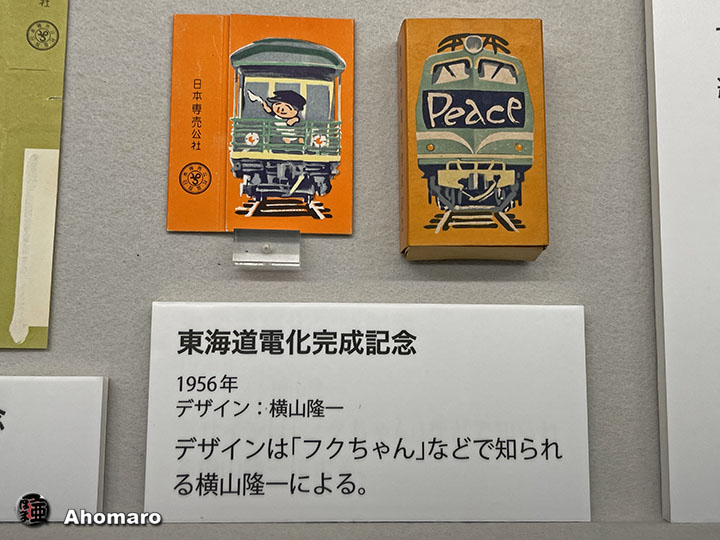 日本専売公社
Peace
東海道電化完成記念
1956年
デザイン：横山隆一
デザインは「フクちゃん」などで知られ
る横山隆一による。
Ahomaro